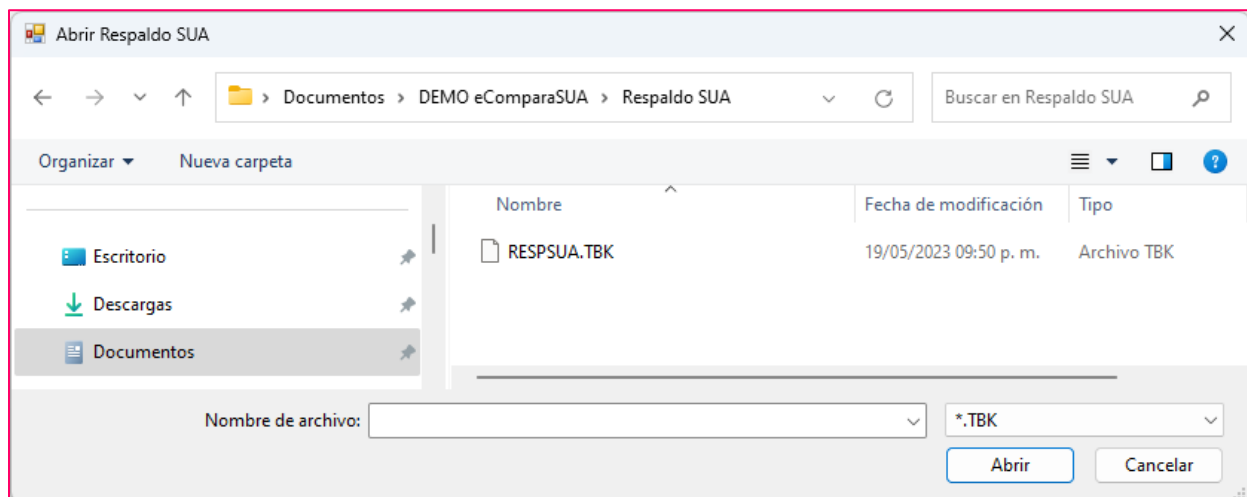 Abrir Respaldo SUA
Documentos > DEMO eComparaSUA > Respaldo SUA
Buscar en Respaldo SUA
Organizar
Nueva carpeta
?
Nombre
Fecha de modificación
Tipo
Escritorio
RESPSUA.TBK
19/05/2023 09:50 p. m.
Archivo TBK
Descargas
Documentos
Nombre de archivo:
*.TBK
Abrir
Cancelar